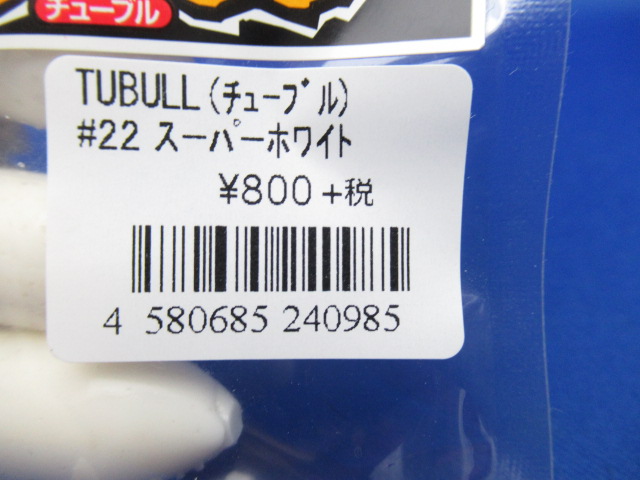 チューブル
TUBULL(チューブル)
#22 スーパーホワイト
¥800+税
4 580685 240985